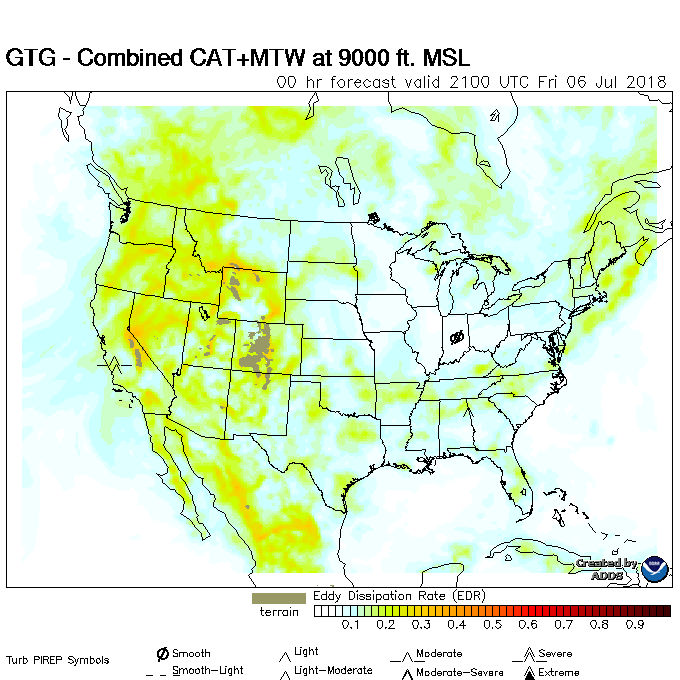 GTG - Combined CAT+MTW at 9000 ft. MSL
00 hr forecast valid 2100 UTC Fri 06 Jul 2018
Created by
ADDS
terrain
Eddy Dissipation Rate (EDR)
0.1 0.2 0.3 0.4 0.5 0.6 0.7 0.8 0.9
Turb PIREP Symbols
Smooth
Smooth-Light
Light
Light-Moderate
Moderate
Moderate-Severe
Severe
Extreme